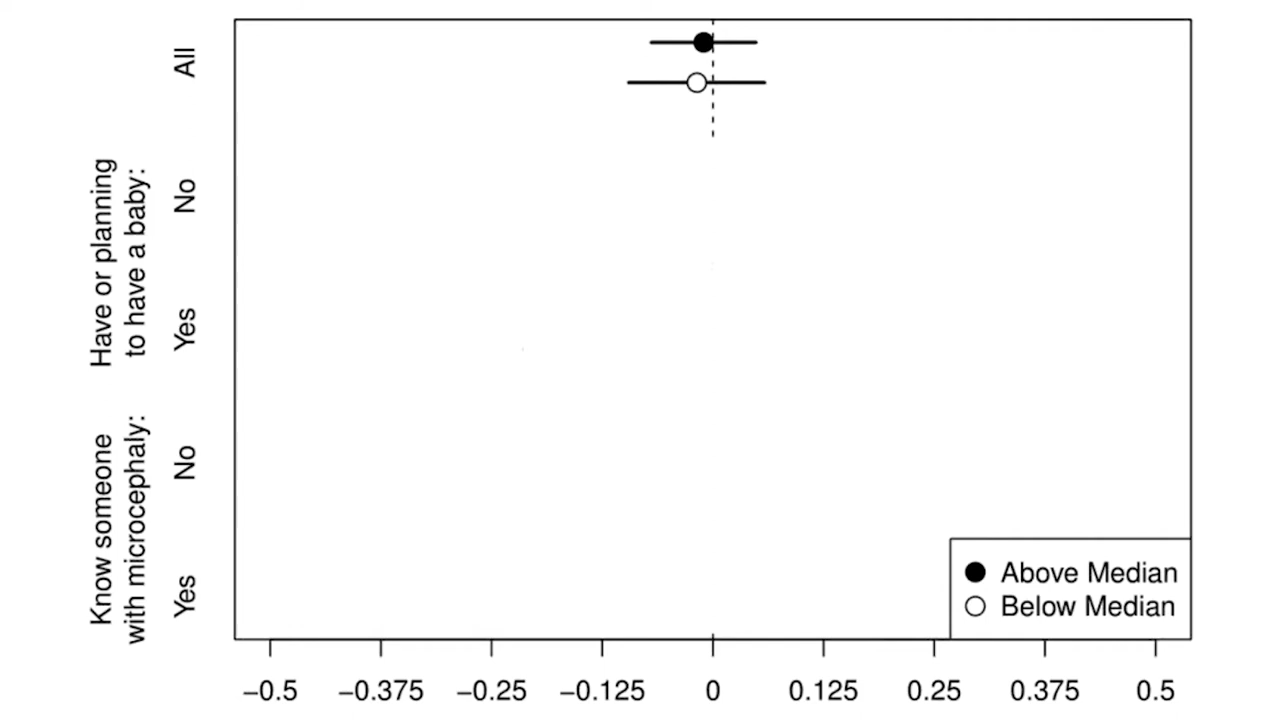 All
Have or planning
to have a baby:
No
Yes
Know someone
with microcephaly:
No
Yes
Above Median
Below Median
−0.5 −0.375 −0.25 −0.125 0 0.125 0.25 0.375 0.5